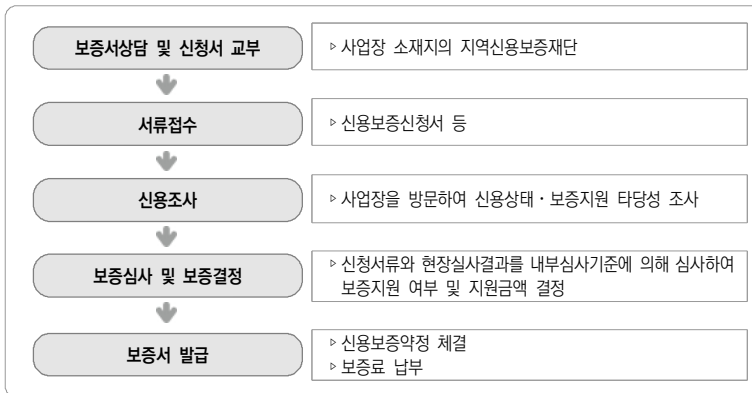 보증서상담 및 신청서 교부
▹사업장 소재지의 지역신용보증재단
서류접수
▹신용보증신청서 등
신용조사
▹사업장을 방문하여 신용상태·보증지원 타당성 조사
보증심사 및 보증결정
▹신청서류와 현장실사결과를 내부심사기준에 의해 심사하여
보증지원 여부 및 지원금액 결정
보증서 발급
▹신용보증약정 체결
▹보증료 납부